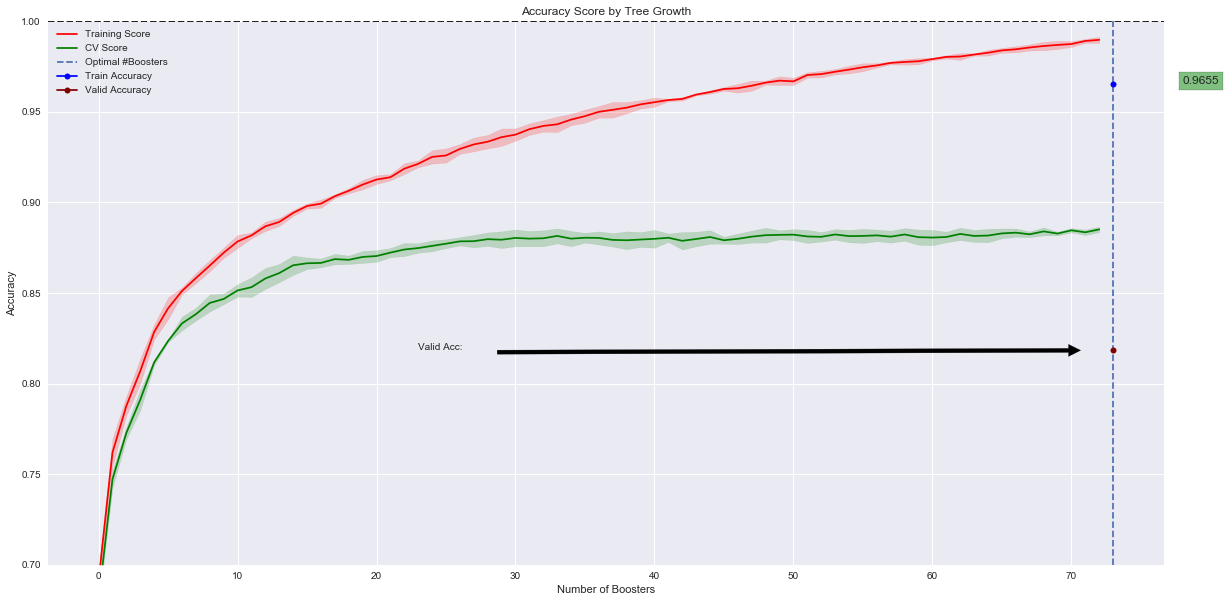 Accuracy Score by Tree Growth
1.00
0.95
0.90
0.85
0.80
0.75
0.70
Accuracy
Training Score
CV Score
Optimal #Boosters
Train Accuracy
Valid Accuracy
0.9655
Valid Acc:
0
10
20
30
40
50
60
70
Number of Boosters